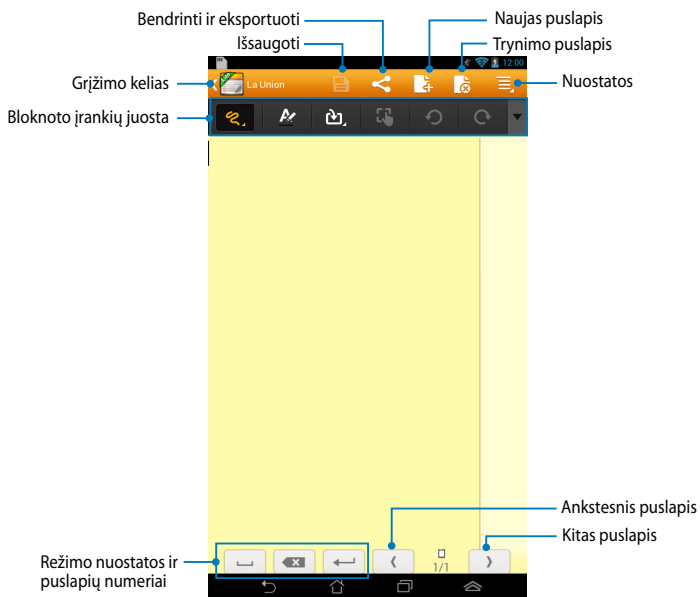 Bendrinti ir eksportuoti
Naujas puslapis
Išsaugoti
Trynimo puslapis
12:00
Grįžimo kelias
La Union
Nuostatos
Bloknoto įrankių juosta
Ankstesnis puslapis
Kitas puslapis
Režimo nuostatos ir
puslapių numeriai
1/1